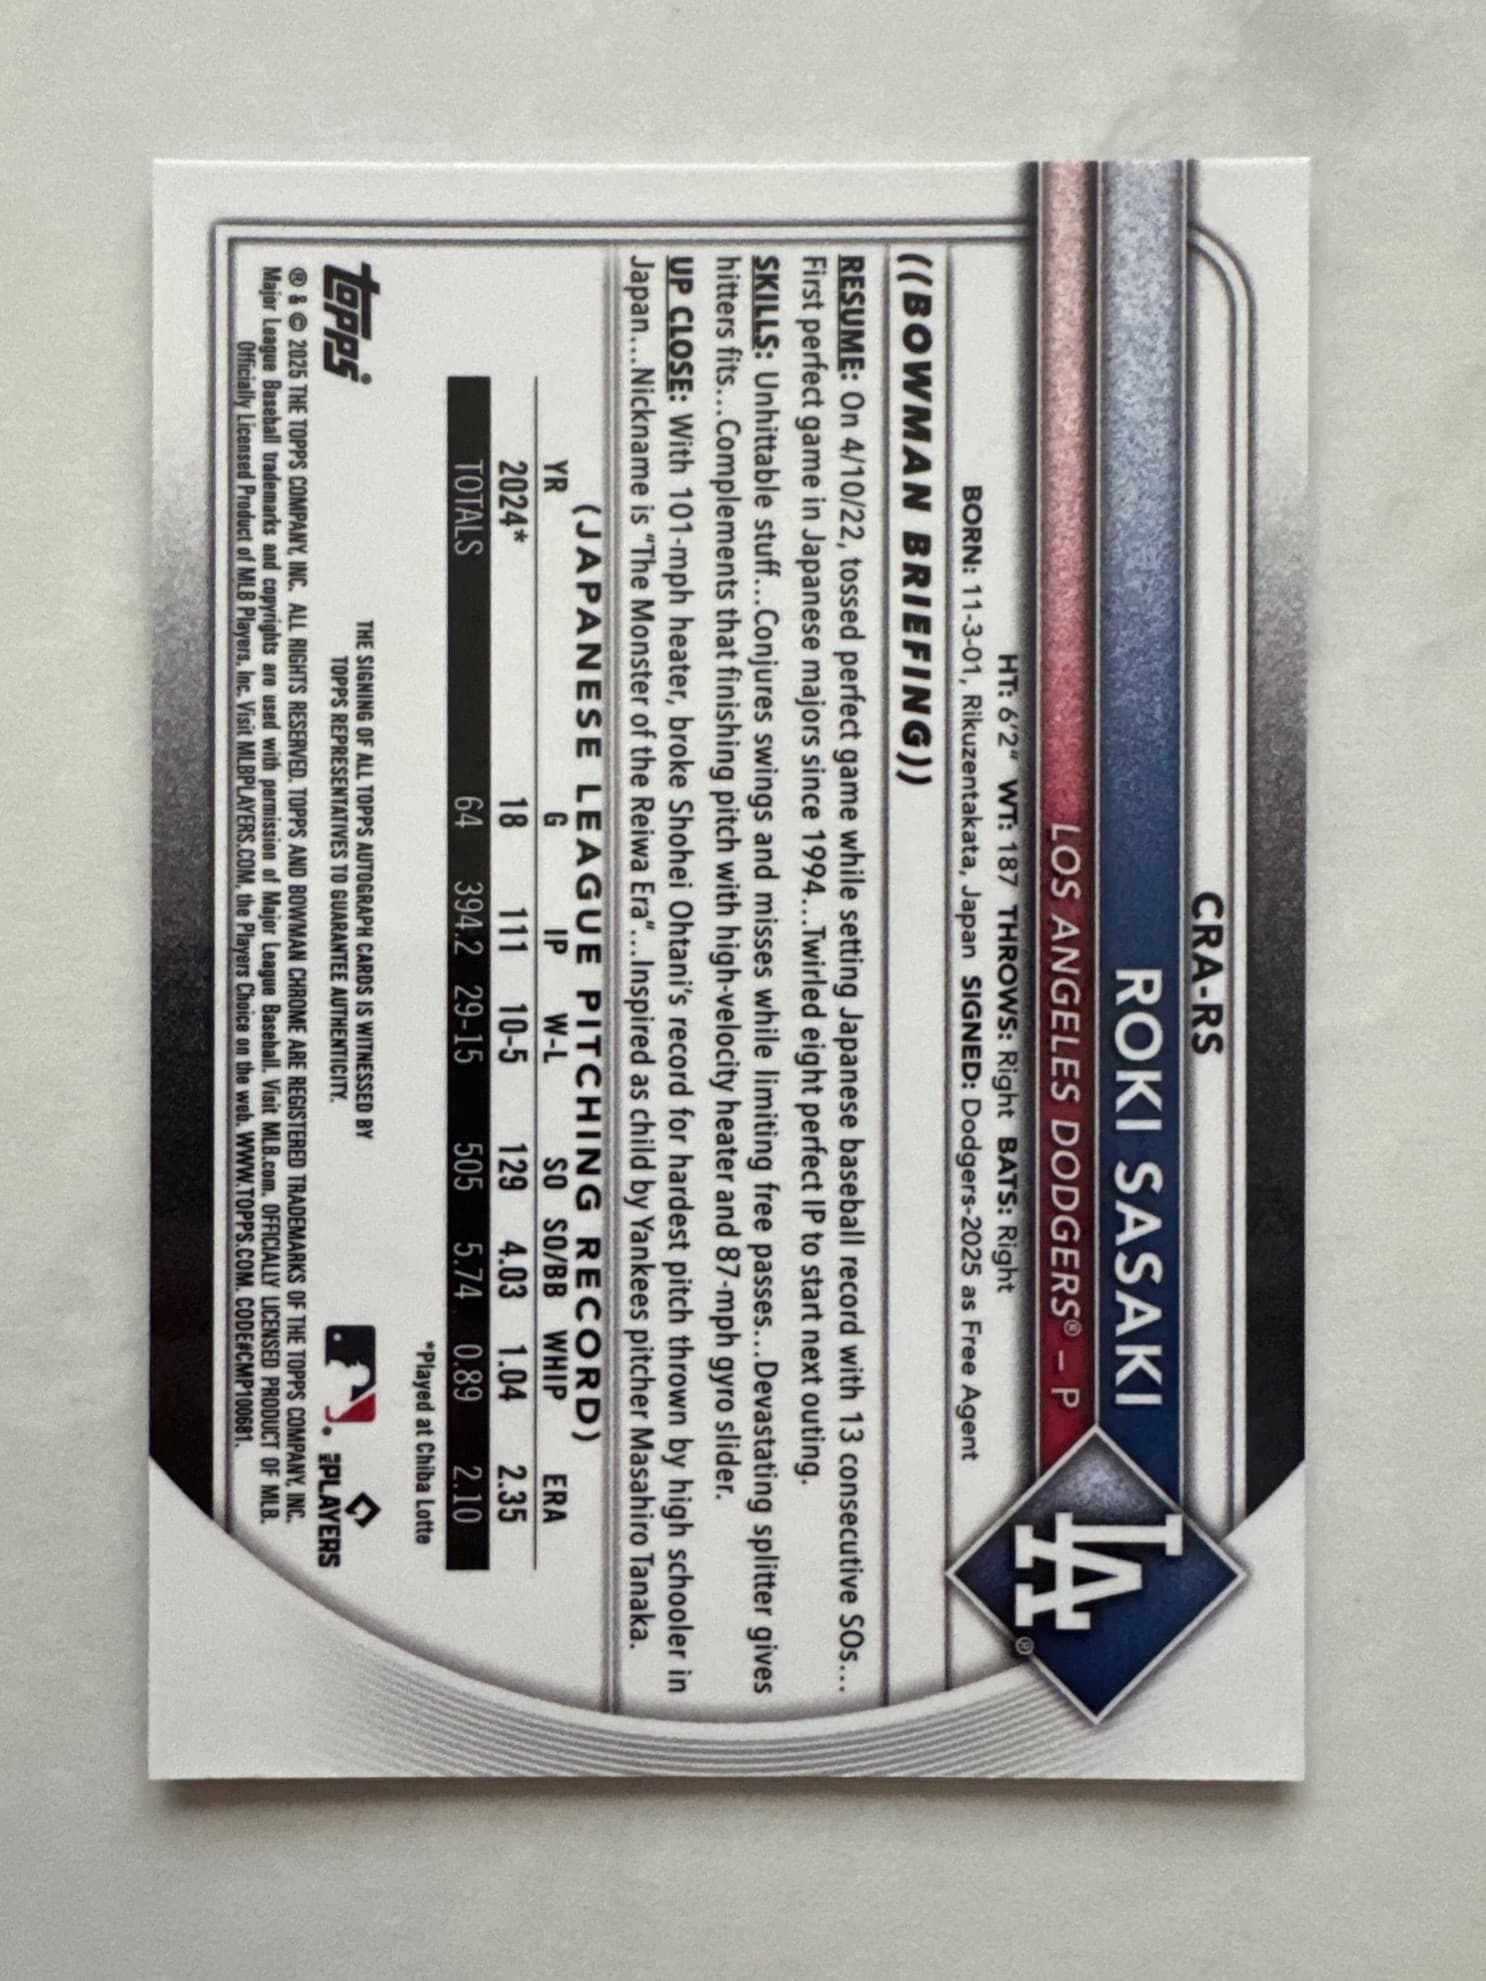 CRA-RS
ROKI SASAKI
LOS ANGELES DODGERS® – P
LA®
HT: 6'2" WT: 187 THROWS: Right BATS: Right
BORN: 11-3-01, Rikuzentakata, Japan SIGNED: Dodgers-2025 as Free Agent
((BOWMAN BRIEFING))
RESUME: On 4/10/22, tossed perfect game while setting Japanese baseball record with 13 consecutive SOs...
First perfect game in Japanese majors since 1994...Twirled eight perfect IP to start next outing.
SKILLS: Unhittable stuff...Conjures swings and misses while limiting free passes...Devastating splitter gives
hitters fits...Complements that finishing pitch with high-velocity heater and 87-mph gyro slider.
UP CLOSE: With 101-mph heater, broke Shohei Ohtani's record for hardest pitch thrown by high schooler in
Japan...Nickname is "The Monster of the Reiwa Era"...Inspired as child by Yankees pitcher Masahiro Tanaka.
(JAPANESE LEAGUE PITCHING RECORD)
YR G IP W-L SO SO/BB WHIP ERA
2024* 18 111 10-5 129 4.03 1.04 2.35
TOTALS 64 394.2 29-15 505 5.74 0.89 2.10
*Played at Chiba Lotte
topps®
THE SIGNING OF ALL TOPPS AUTOGRAPH CARDS IS WITNESSED BY
TOPPS REPRESENTATIVES TO GUARANTEE AUTHENTICITY.
MLB PLAYERS
® & © 2025 THE TOPPS COMPANY, INC. ALL RIGHTS RESERVED. TOPPS AND BOWMAN CHROME ARE REGISTERED TRADEMARKS OF THE TOPPS COMPANY, INC.
Major League Baseball trademarks and copyrights are used with permission of Major League Baseball. Visit MLB.com. OFFICIALLY LICENSED PRODUCT OF MLB.
Officially Licensed Product of MLB Players, Inc. Visit MLBPLAYERS.COM, the Players Choice on the web. WWW.TOPPS.COM. CODE#CMP100681.